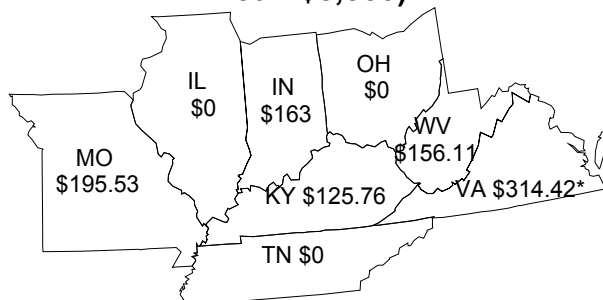 IL
$0
IN
$163
OH
$0
MO
$195.53
WV
$156.11
KY $125.76
VA $314.42*
TN $0